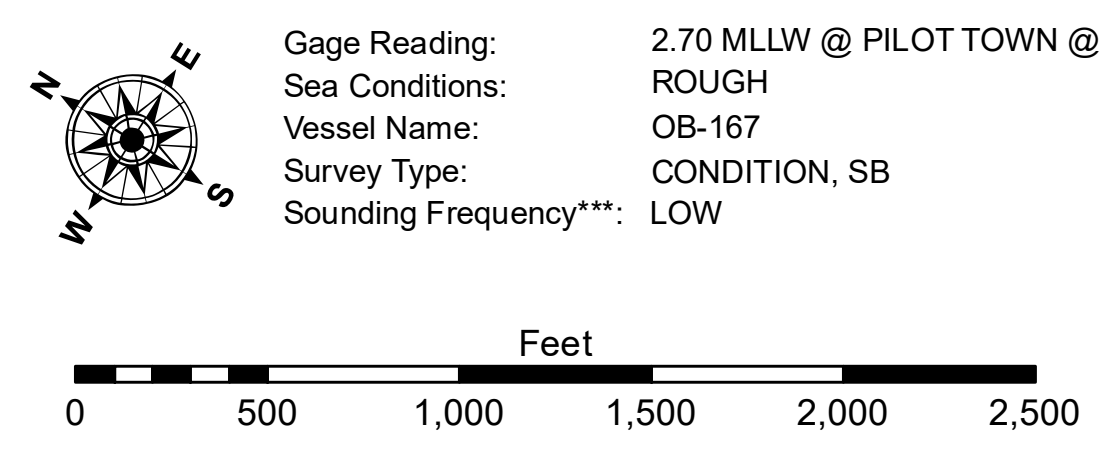 N
E
S
W
Gage Reading: 2.70 MLLW @ PILOT TOWN @
Sea Conditions: ROUGH
Vessel Name: OB-167
Survey Type: CONDITION, SB
Sounding Frequency***: LOW
Feet
0 500 1,000 1,500 2,000 2,500